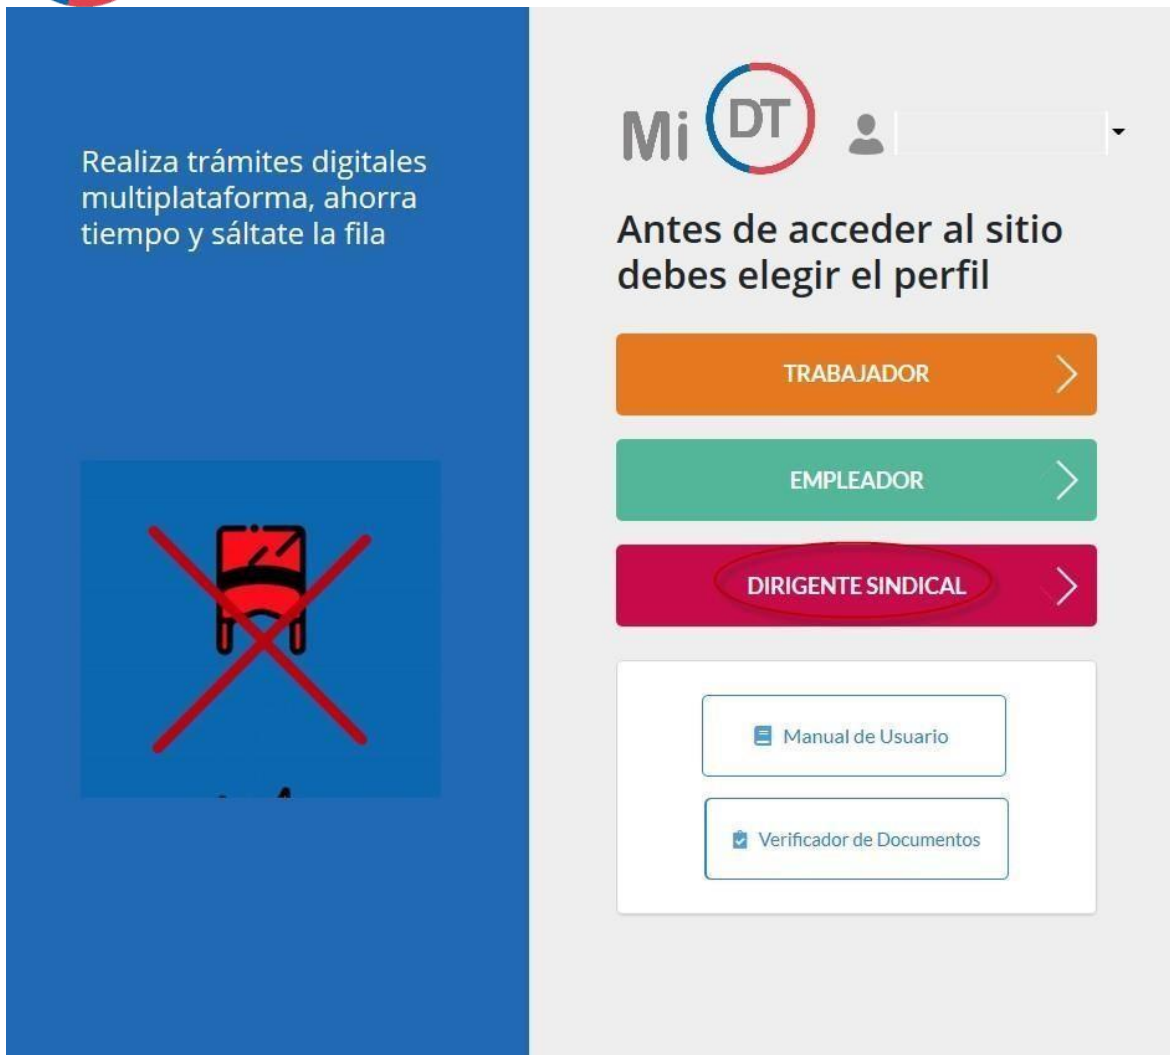 Realiza trámites digitales
multiplataforma, ahorra
tiempo y sáltate la fila
Mi DT
Antes de acceder al sitio
debes elegir el perfil
TRABAJADOR
EMPLEADOR
DIRIGENTE SINDICAL
Manual de Usuario
Verificador de Documentos